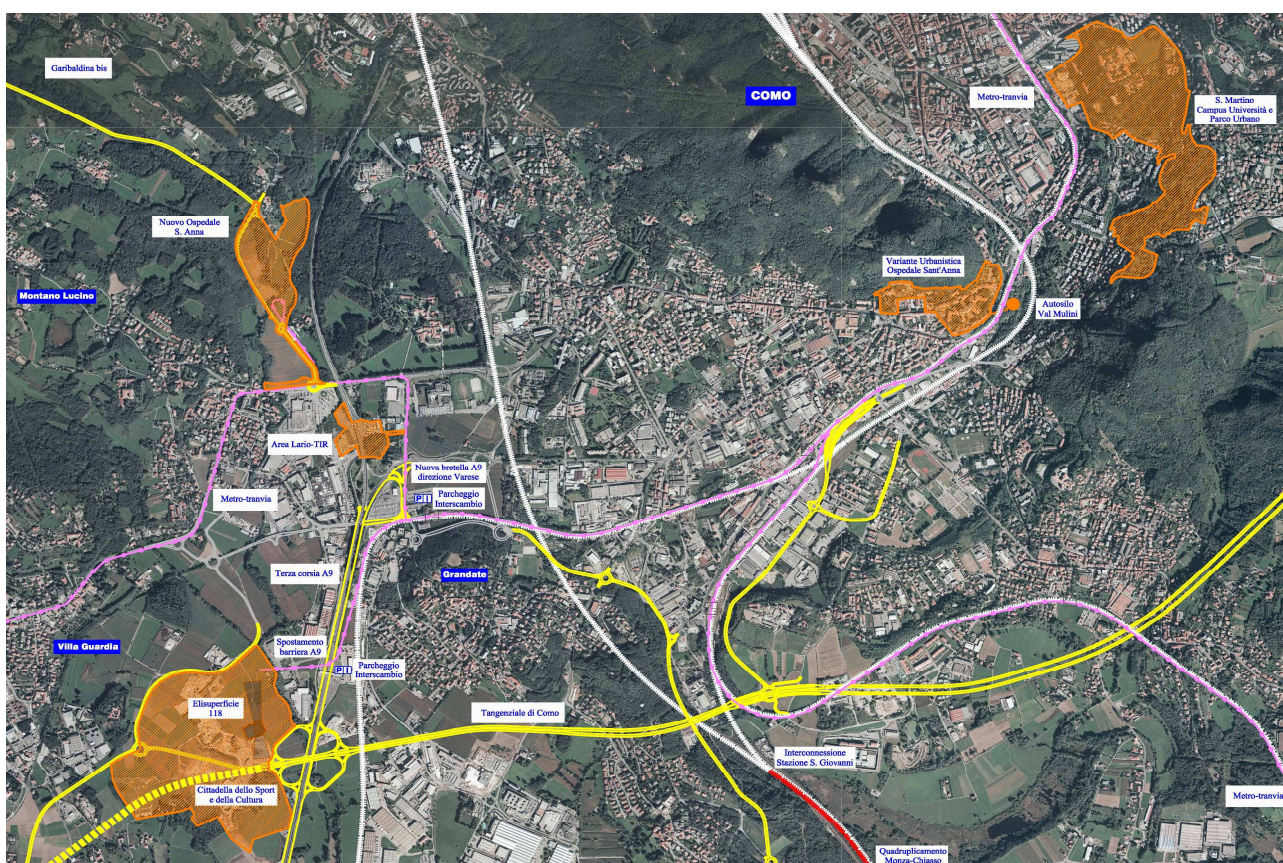 Garibaldina bis
COMO
Metro-tranvia
S. Martino
Campus Università e
Parco Urbano
Nuovo Ospedale
S. Anna
Variante Urbanistica
Ospedale Sant'Anna
Montano Lucino
Autosilo
Val Mulini
Area Lario-TIR
Nuova bretella A9
direzione Varese
Metro-tranvia
P I
Parcheggio
Interscambio
Terza corsia A9
Grandate
Villa Guardia
Spostamento
barriera A9
P I
Parcheggio
Interscambio
Elisuperficie
118
Tangenziale di Como
Interconnessione
Stazione S. Giovanni
Cittadella dello Sport
e della Cultura
Metro-tranvia
Quadruplicamento
Monza-Chiasso